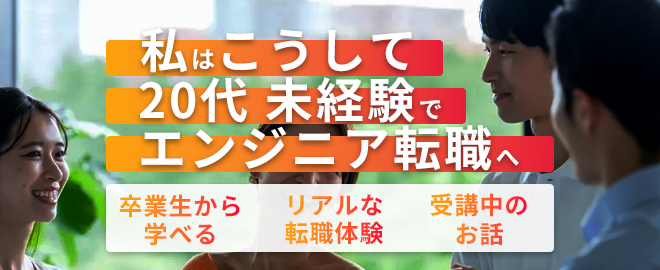 私はこうして
20代 未経験で
エンジニア転職へ
卒業生から
学べる
リアルな
転職体験
受講中の
お話